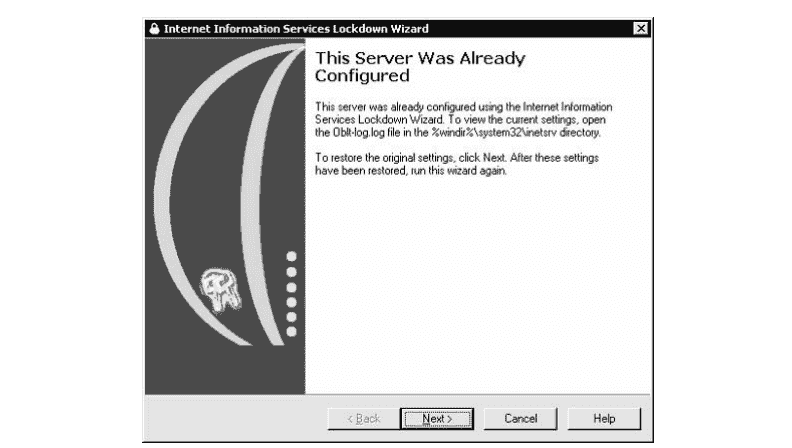 Internet Information Services Lockdown Wizard
This Server Was Already
Configured
This server was already configured using the Internet Information
Services Lockdown Wizard. To view the current settings, open
the Oblt-log.log file in the %windir%\system32\inetsrv directory.
To restore the original settings, click Next. After these settings
have been restored, run this wizard again.
< Back
Next >
Cancel
Help